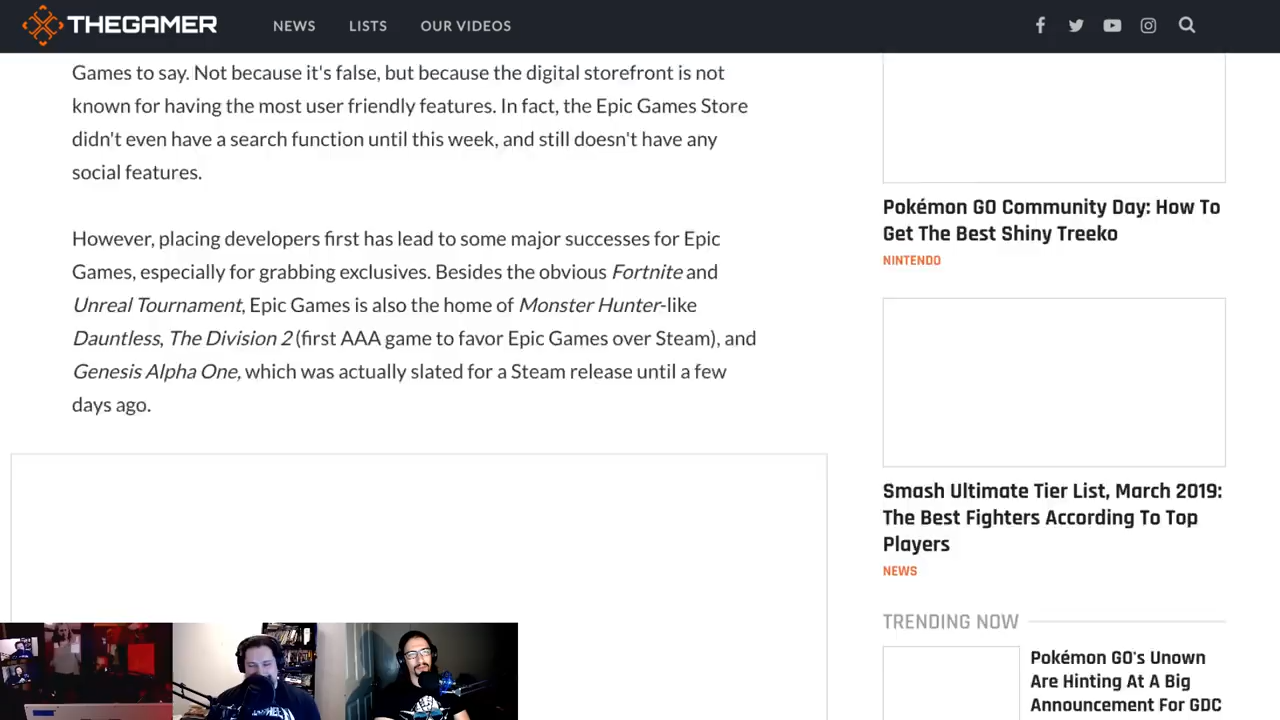 THEGAMER
NEWS
LISTS
OUR VIDEOS
Games to say. Not because it's false, but because the digital storefront is not
known for having the most user friendly features. In fact, the Epic Games Store
didn't even have a search function until this week, and still doesn't have any
social features.
However, placing developers first has lead to some major successes for Epic
Games, especially for grabbing exclusives. Besides the obvious Fortnite and
Unreal Tournament, Epic Games is also the home of Monster Hunter-like
Dauntless, The Division 2 (first AAA game to favor Epic Games over Steam), and
Genesis Alpha One, which was actually slated for a Steam release until a few
days ago.
Pokémon GO Community Day: How To
Get The Best Shiny Treeko
NINTENDO
Smash Ultimate Tier List, March 2019:
The Best Fighters According To Top
Players
NEWS
TRENDING NOW
Pokémon GO's Unown
Are Hinting At A Big
Announcement For GDC